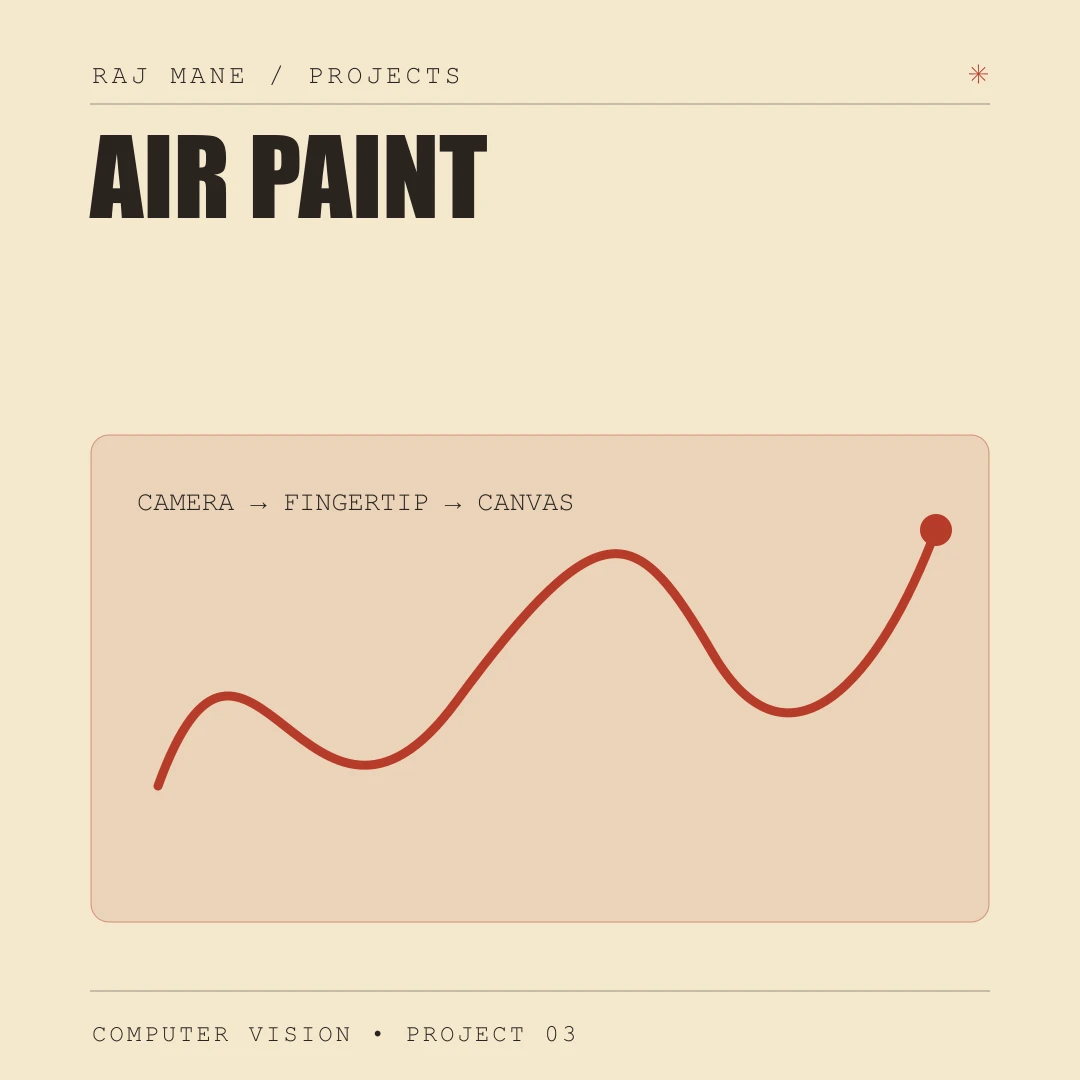 RAJ MANE / PROJECTS
AIR PAINT
CAMERA → FINGERTIP → CANVAS
COMPUTER VISION • PROJECT 03